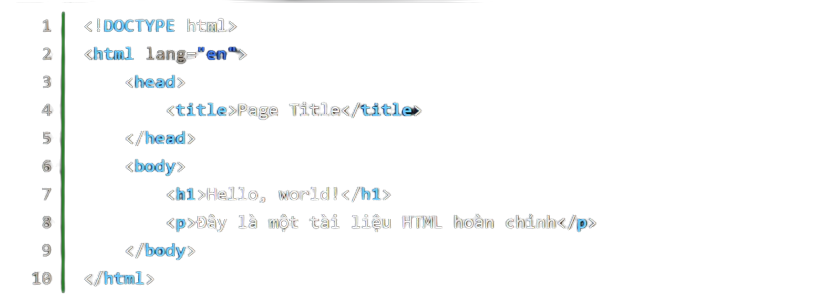 1 <!DOCTYPE html>
2 <html lang="en">
3 <head>
4 <title>Page Title</title>
5 </head>
6 <body>
7 <h1>Hello, world!</h1>
8 <p>Đây là một tài liệu HTML hoàn chỉnh</p>
9 </body>
10 </html>